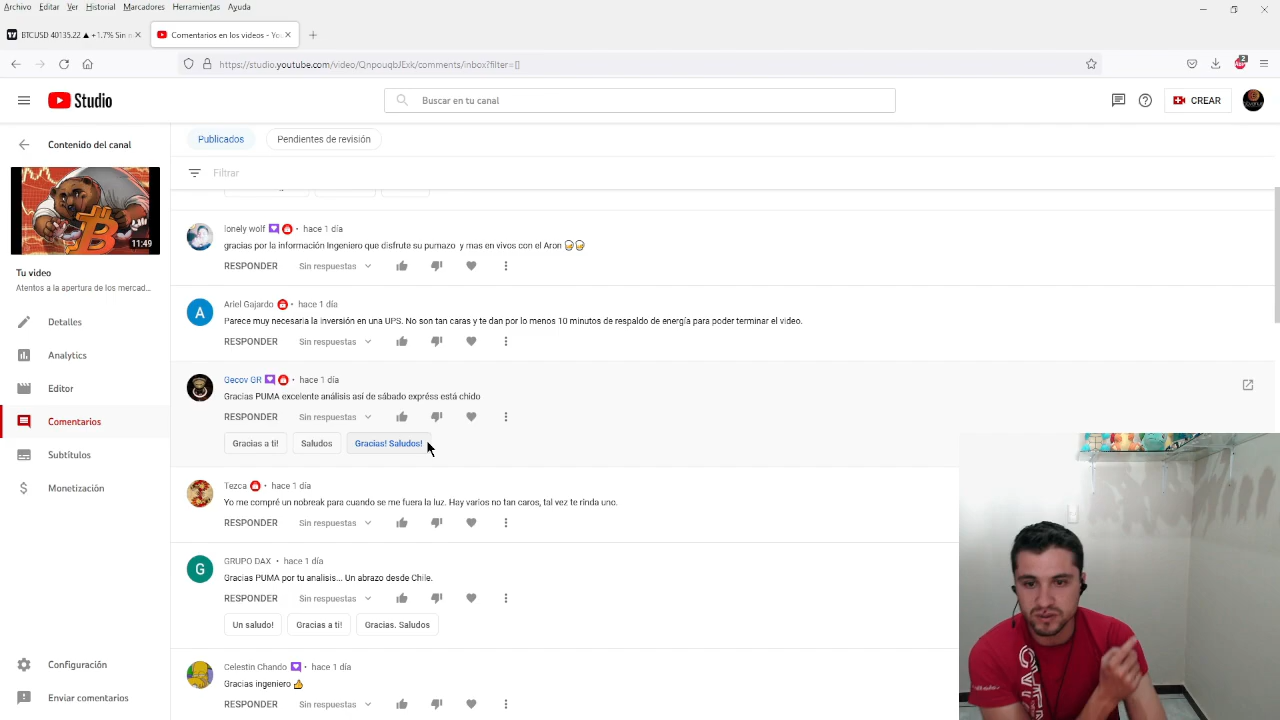 Archivo Editar Ver Historial Marcadores Herramientas Ayuda
BTCUSD 40135.22 ▲ +1.7% Sin n
Comentarios en los videos - Yo
2
https://studio.youtube.com/video/QnpouqbJExk/comments/inbox?filter=[]
Studio
Buscar en tu canal
CREAR
Contenido del canal
Publicados
Pendientes de revisión
Filtrar
11:49
Tu video
Atentos a la apertura de los mercad...
Detalles
Analytics
Editor
Comentarios
Subtítulos
Monetización
Configuración
Enviar comentarios
lonely wolf • hace 1 día
gracias por la información Ingeniero que disfrute su pumazo y mas en vivos con el Aron 🍻🍻
RESPONDER Sin respuestas
Ariel Gajardo • hace 1 día
A
Parece muy necesaria la inversión en una UPS. No son tan caras y te dan por lo menos 10 minutos de respaldo de energía para poder terminar el video.
RESPONDER Sin respuestas
Gecov GR • hace 1 día
Gracias PUMA excelente análisis así de sábado expréss está chido
RESPONDER Sin respuestas
Gracias a ti! Saludos Gracias! Saludos!
Tezca • hace 1 día
Yo me compré un nobreak para cuando se me fuera la luz. Hay varios no tan caros, tal vez te rinda uno.
RESPONDER Sin respuestas
GRUPO DAX • hace 1 día
G
Gracias PUMA por tu analisis... Un abrazo desde Chile.
RESPONDER Sin respuestas
Un saludo! Gracias a ti! Gracias. Saludos
Celestin Chando • hace 1 día
Gracias ingeniero 👍
RESPONDER Sin respuestas